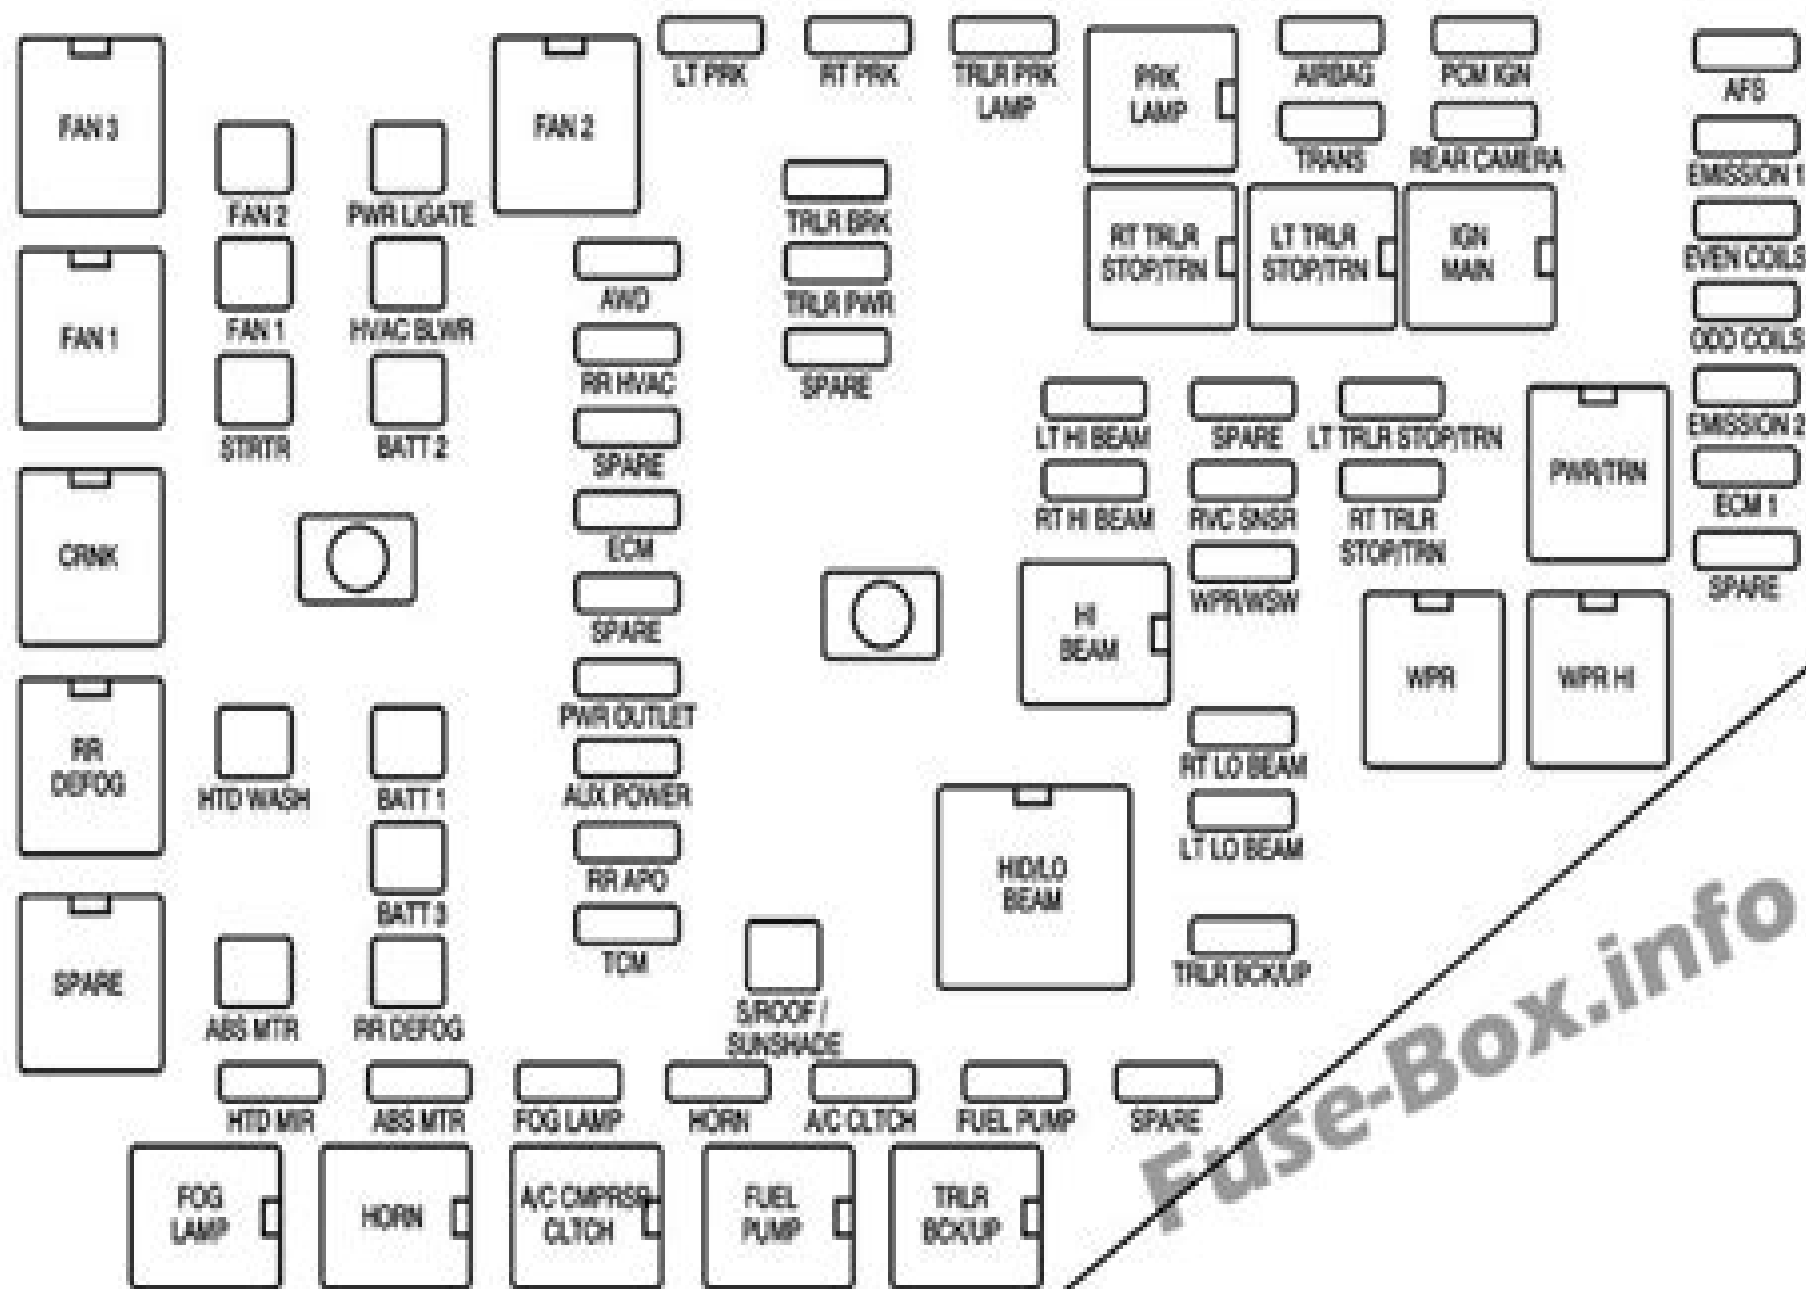 LT PRK
RT PRK
TRLR PRK
LAMP
PRK
LAMP
AIRBAG
PCM IGN
AFS
FAN 3
FAN 2
TRANS
REAR CAMERA
EMISSION 1
FAN 2
PWR L/GATE
TRLR BRK
RT TRLR
STOP/TRN
LT TRLR
STOP/TRN
IGN
MAIN
EVEN COILS
AWD
TRLR PWR
FAN 1
FAN 1
HVAC BLWR
ODD COILS
RR HVAC
SPARE
STRTR
BATT 2
LT HI BEAM
SPARE
LT TRLR STOP/TRN
EMISSION 2
SPARE
PWR/TRN
ECM 1
RT HI BEAM
RVC SNSR
RT TRLR
STOP/TRN
CRNK
ECM
SPARE
WPR/WSW
HI
BEAM
SPARE
WPR
WPR HI
PWR OUTLET
RR
DEFOG
HTD WASH
BATT 1
AUX POWER
RT LO BEAM
LT LO BEAM
HID/LO
BEAM
RR APO
BATT 3
TCM
TRLR BCK/UP
SPARE
ABS MTR
RR DEFOG
S/ROOF /
SUNSHADE
HTD MIR
ABS MTR
FOG LAMP
HORN
A/C CLTCH
FUEL PUMP
SPARE
FOG
LAMP
HORN
A/C CMPRSR
CLTCH
FUEL
PUMP
TRLR
BCK/UP
Fuse-Box.info